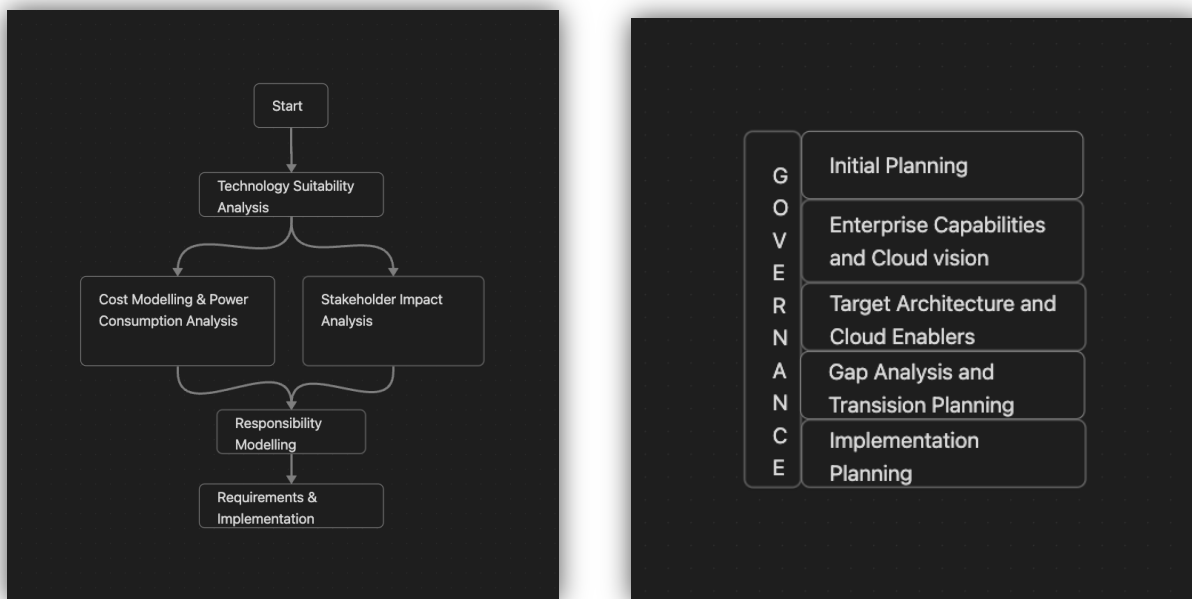 Start
Technology Suitability
Analysis
Cost Modelling & Power
Consumption Analysis
Stakeholder Impact
Analysis
Responsibility
Modelling
Requirements &
Implementation
G
O
V
E
R
N
A
N
C
E
Initial Planning
Enterprise Capabilities
and Cloud vision
Target Architecture and
Cloud Enablers
Gap Analysis and
Transision Planning
Implementation
Planning